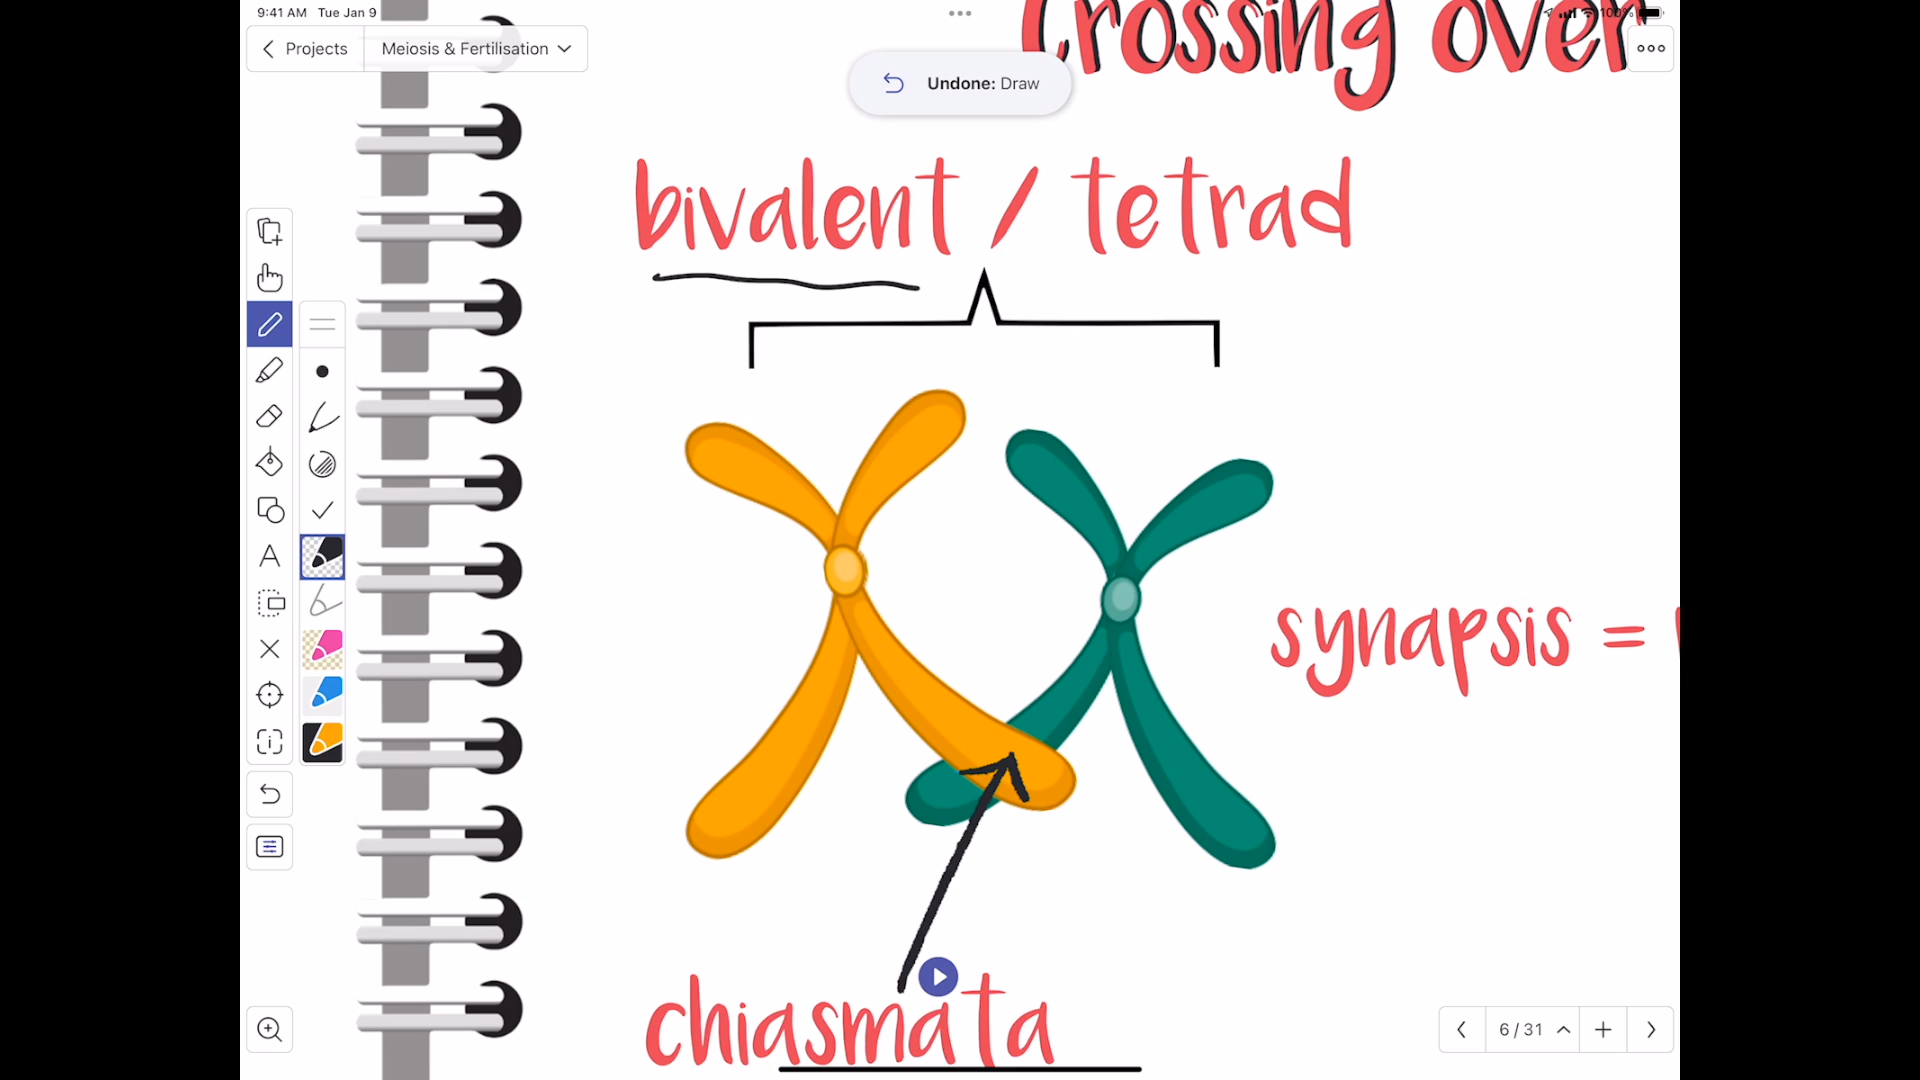 9:41 AM Tue Jan 9
100%
Projects
Meiosis & Fertilisation
Crossing over
Undone: Draw
bivalent / tetrad
A
synapsis =
chiasmata
6 / 31